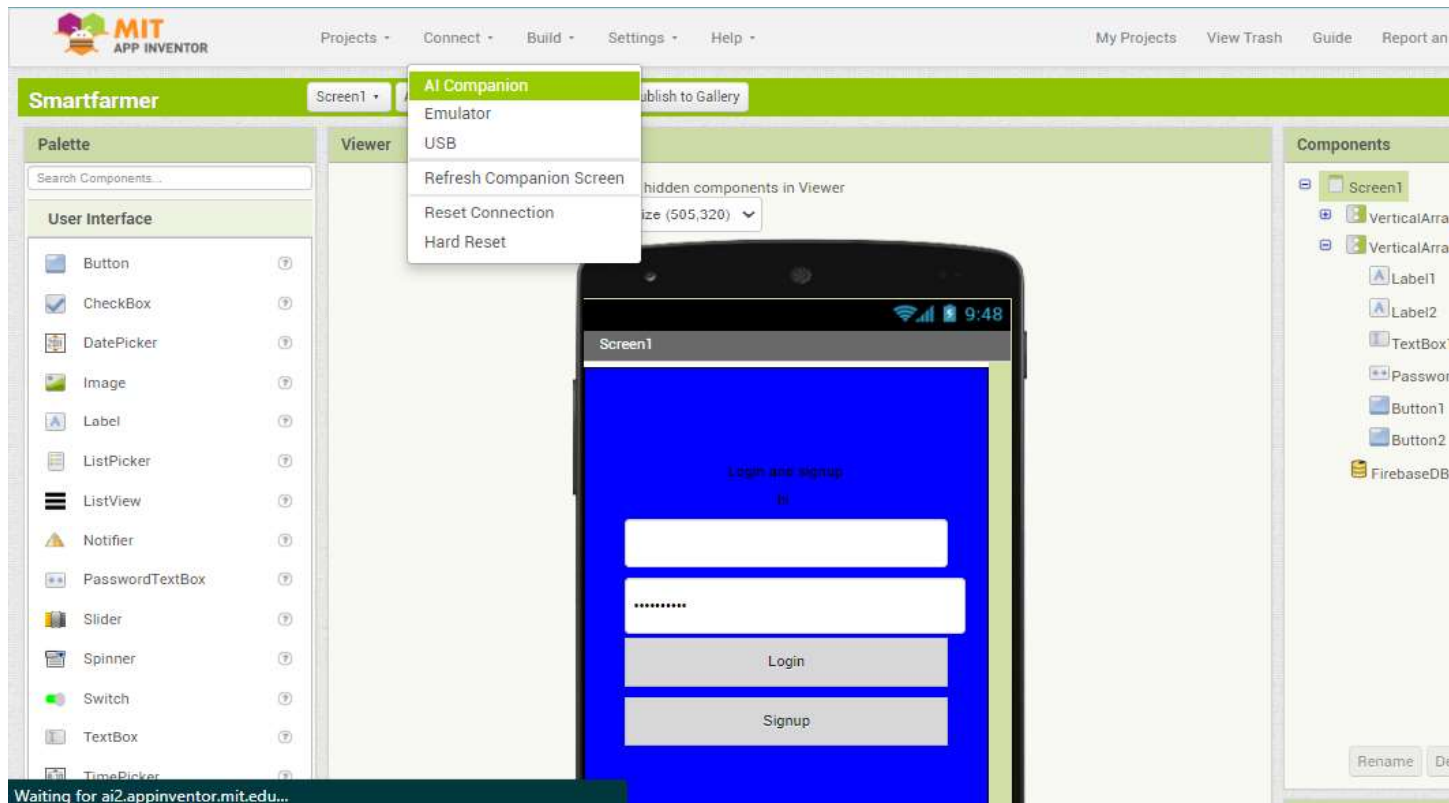 MIT
APP INVENTOR
Projects
Connect
Build
Settings
Help
My Projects
View Trash
Guide
Report an
Smartfarmer
Screen1
ublish to Gallery
AI Companion
Emulator
USB
Refresh Companion Screen
Reset Connection
Hard Reset
Palette
Search Components...
User Interface
Button
CheckBox
DatePicker
Image
Label
ListPicker
ListView
Notifier
PasswordTextBox
Slider
Spinner
Switch
TextBox
TimePicker
Viewer
hidden components in Viewer
ize (505,320)
9:48
Screen1
Login and signup
••••••••••
Login
Signup
Components
Screen1
VerticalArra
VerticalArra
Label1
Label2
TextBox1
Passwor
Button1
Button2
FirebaseDB
Rename
De
Waiting for ai2.appinventor.mit.edu...